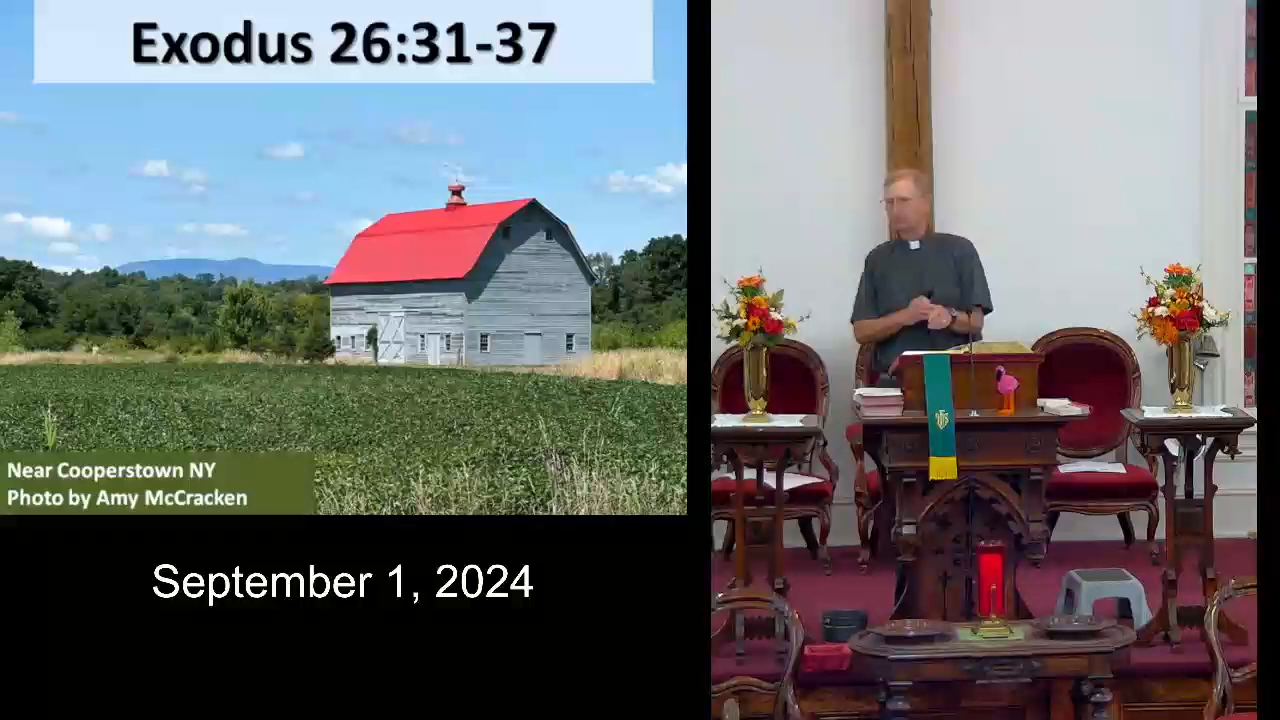 Exodus 26:31-37
Near Cooperstown NY
Photo by Amy McCracken
September 1, 2024